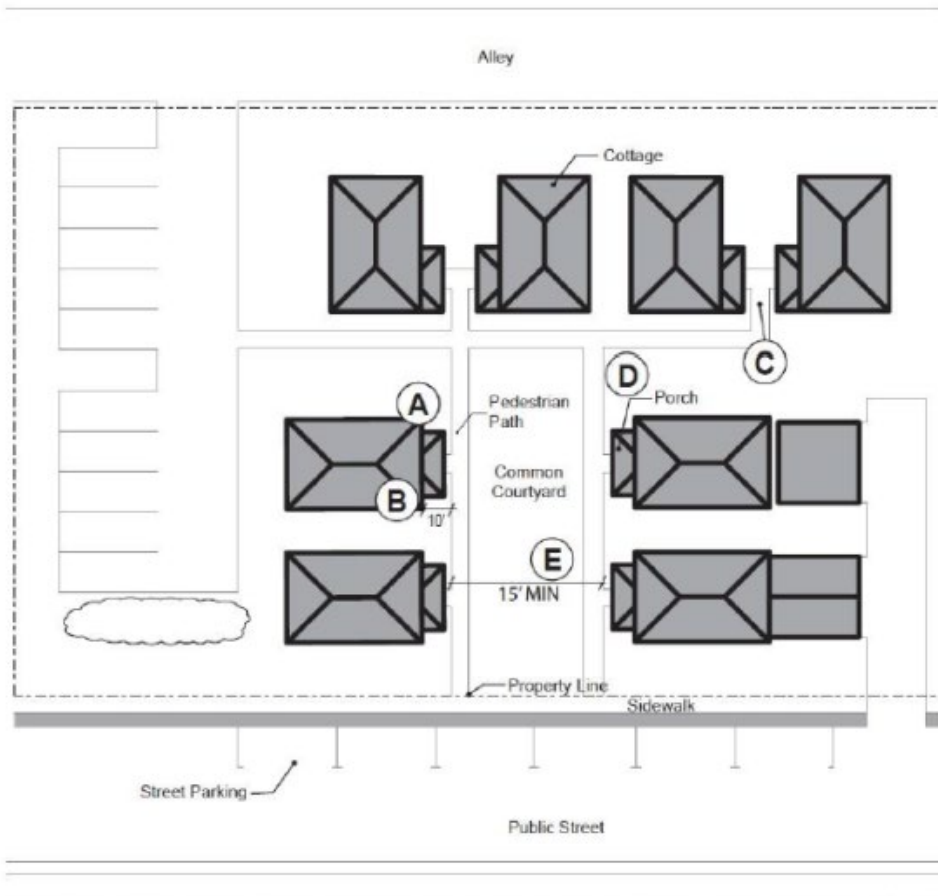 Alley
Cottage
C
D
A
Porch
Pedestrian
Path
Common
Courtyard
B
10'
E
15' MIN
Property Line
Sidewalk
Street Parking
Public Street